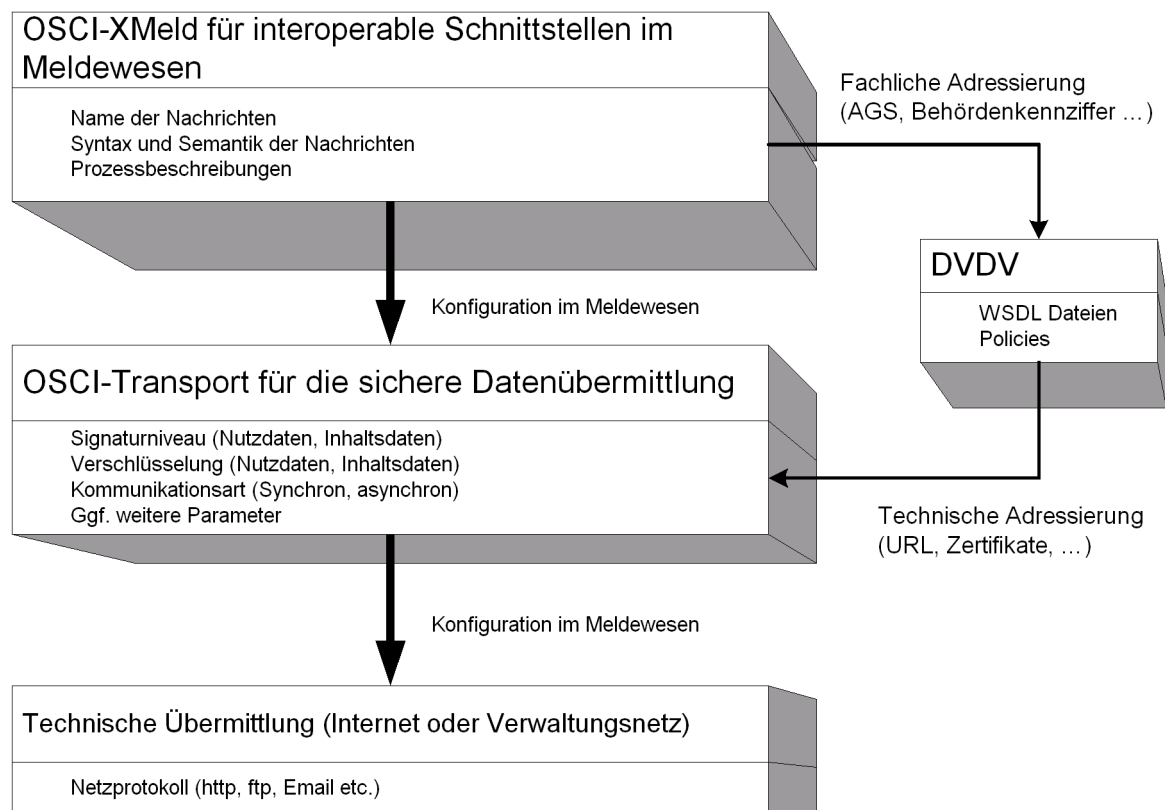 OSCI-XMeld für interoperable Schnittstellen im
Meldewesen
Name der Nachrichten
Syntax und Semantik der Nachrichten
Prozessbeschreibungen
Fachliche Adressierung
(AGS, Behördenkennziffer ...)
DVDV
WSDL Dateien
Policies
Konfiguration im Meldewesen
OSCI-Transport für die sichere Datenübermittlung
Signaturniveau (Nutzdaten, Inhaltsdaten)
Verschlüsselung (Nutzdaten, Inhaltsdaten)
Kommunikationsart (Synchron, asynchron)
Ggf. weitere Parameter
Technische Adressierung
(URL, Zertifikate, ...)
Konfiguration im Meldewesen
Technische Übermittlung (Internet oder Verwaltungsnetz)
Netzprotokoll (http, ftp, Email etc.)